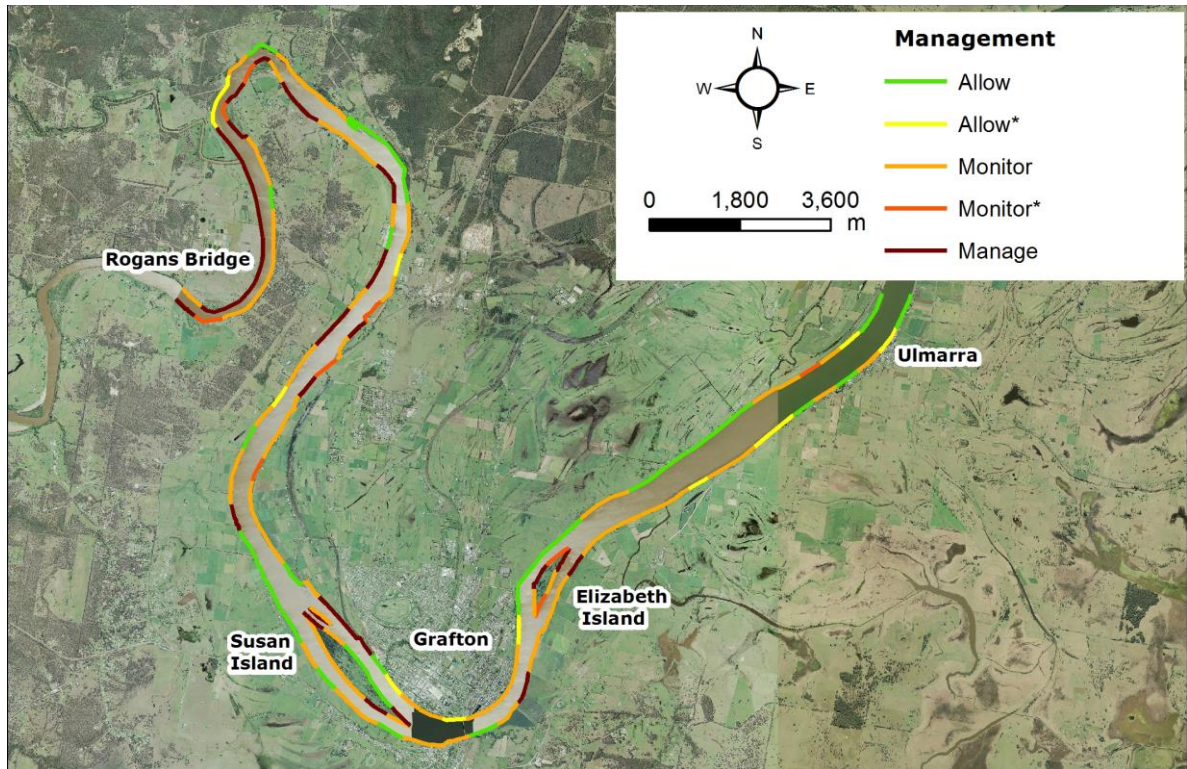 Management
N
W E
S
Allow
Allow*
Monitor
Monitor*
Manage
0 1,800 3,600
m
Rogans Bridge
Ulmarra
Elizabeth
Island
Grafton
Susan
Island